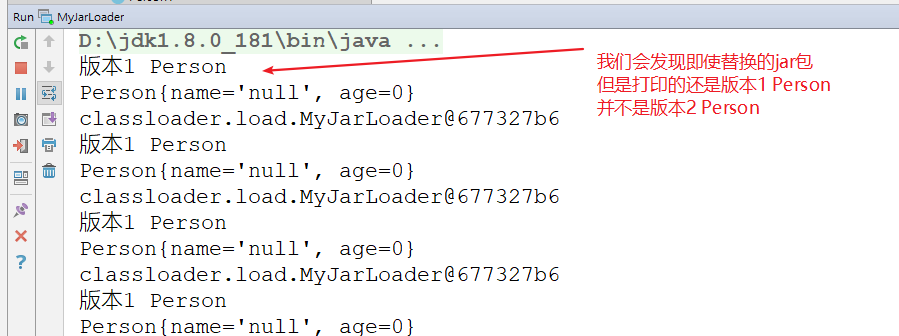 Run MyJarLoader
D:\jdk1.8.0_181\bin\java ...
版本1 Person
Person{name='null', age=0}
classloader.load.MyJarLoader@677327b6
版本1 Person
Person{name='null', age=0}
classloader.load.MyJarLoader@677327b6
版本1 Person
Person{name='null', age=0}
classloader.load.MyJarLoader@677327b6
版本1 Person
Person{name='null', age=0}
我们会发现即使替换的jar包
但是打印的还是版本1 Person
并不是版本2 Person